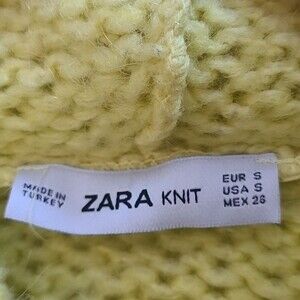 MADE IN
TURKEY
ZARA KNIT
EUR S
USA S
MEX 26